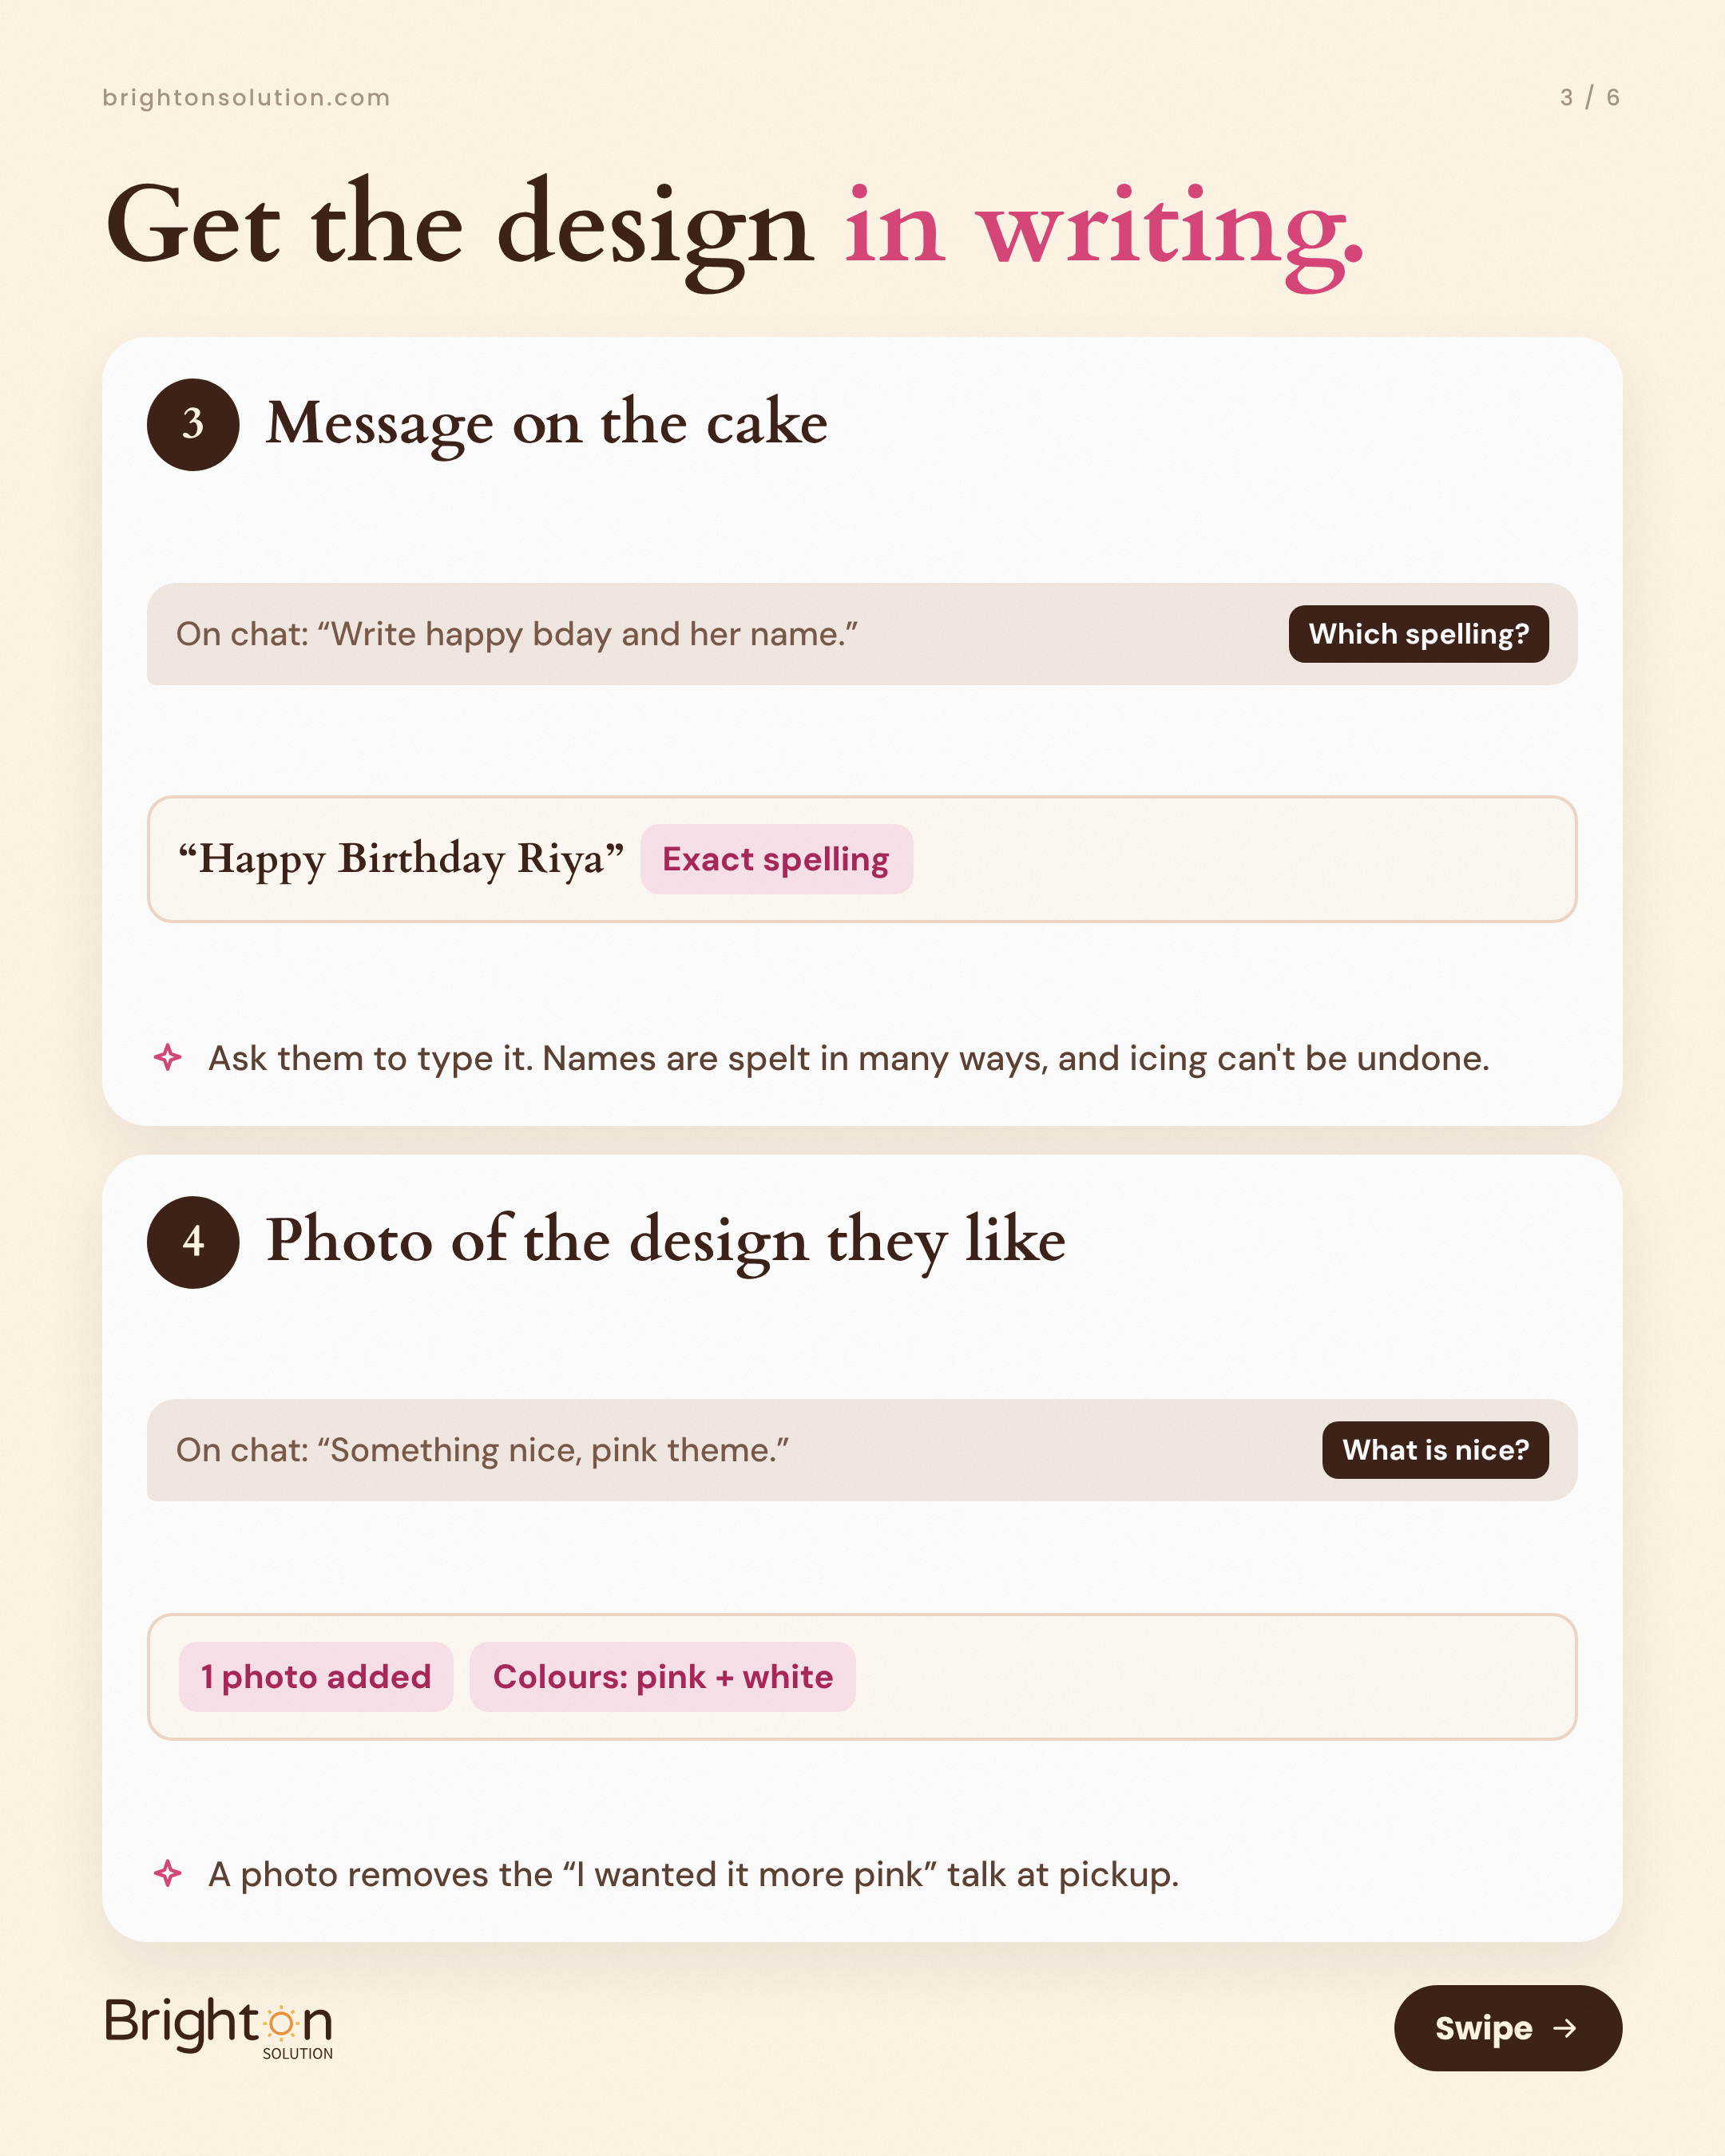 brightonsolution.com
3 / 6
Get the design in writing.
3 Message on the cake
On chat: “Write happy bday and her name.” Which spelling?
“Happy Birthday Riya” Exact spelling
Ask them to type it. Names are spelt in many ways, and icing can't be undone.
4 Photo of the design they like
On chat: “Something nice, pink theme.” What is nice?
1 photo added Colours: pink + white
A photo removes the “I wanted it more pink” talk at pickup.
Brighton
SOLUTION
Swipe →